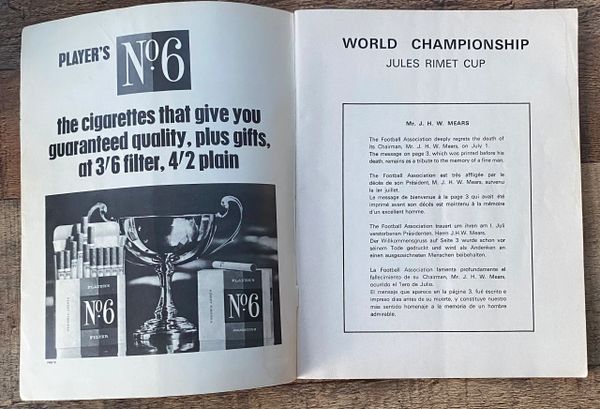 PLAYER'S
No6
the cigarettes that give you
guaranteed quality, plus gifts,
at 3/6 filter, 4/2 plain
PLAYER'S
No6
FILTER
PLAYER'S
No6
WORLD CHAMPIONSHIP
JULES RIMET CUP
Mr. J. H. W. MEARS
The Football Association deeply regrets the death of
its Chairman, Mr. J. H. W. Mears, on July 1.
The message on page 3, which was printed before his
death, remains as a tribute to the memory of a fine man.
The Football Association est très affligée par le
décès de son Président, M. J. H. W. Mears, survenu
le 1er juillet.
Le message de bienvenue à la page 3 qui avait été
imprimé avant son décès est maintenu à la mémoire
d'un excellent homme.
The Football Association trauert um ihren am 1. Juli
verstorbenen Präsidenten, Herrn J.H.W. Mears.
Der Willkommensgruss auf Seite 3 wurde schon vor
seinem Tode gedruckt und wird als Andenken an
einen ausgezeichneten Menschen beibehalten.
La Football Association lamenta profundamente el
fallecimiento de su Chairman, Mr. J. H. W. Mears,
ocurrido el 1ero de Julio.
El mensaje que aparece en la página 3, fué escrito e
impreso dias antes de su muerte, y constituye nuestro
más sentido homenaje à la memoria de un hombre
admirable.